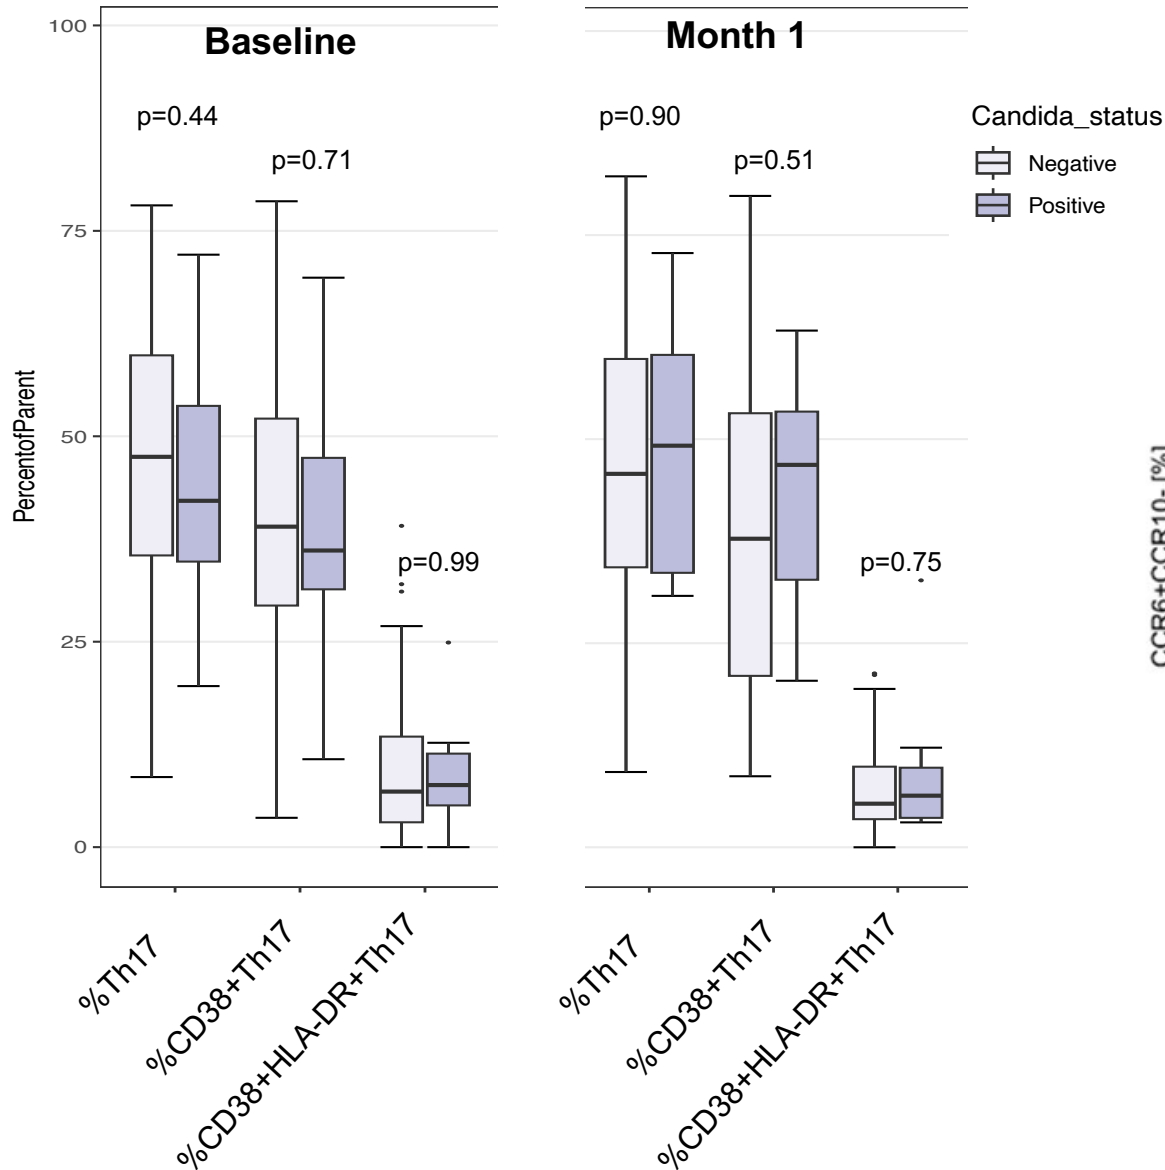 Baseline
Month 1
p=0.44
p=0.71
p=0.99
p=0.90
p=0.51
p=0.75
Candida_status
Negative
Positive
PercentofParent
100
75
50
25
0
%Th17
%CD38+Th17
%CD38+HLA-DR+Th17
%Th17
%CD38+Th17
%CD38+HLA-DR+Th17
CCR6+CCR10- [%]